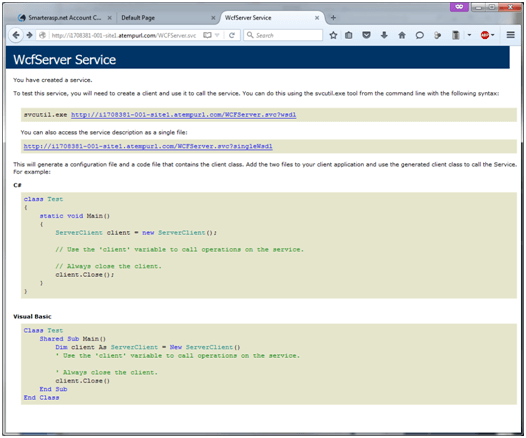 Smarterasp.net Account C...
Default Page
WcfServer Service
http://i1708381-001-site1.atempurl.com/WCFServer.svc
Search
WcfServer Service
You have created a service.
To test this service, you will need to create a client and use it to call the service. You can do this using the svcutil.exe tool from the command line with the following syntax:
svcutil.exe http://i1708381-001-site1.atempurl.com/WCFServer.svc?wsdl
You can also access the service description as a single file:
http://i1708381-001-site1.atempurl.com/WCFServer.svc?singleWsdl
This will generate a configuration file and a code file that contains the client class. Add the two files to your client application and use the generated client class to call the Service.
For example:
C#
class Test
{
static void Main()
{
ServerClient client = new ServerClient();
// Use the 'client' variable to call operations on the service.
// Always close the client.
client.Close();
}
}
Visual Basic
Class Test
Shared Sub Main()
Dim client As ServerClient = New ServerClient()
' Use the 'client' variable to call operations on the service.
' Always close the client.
client.Close()
End Sub
End Class